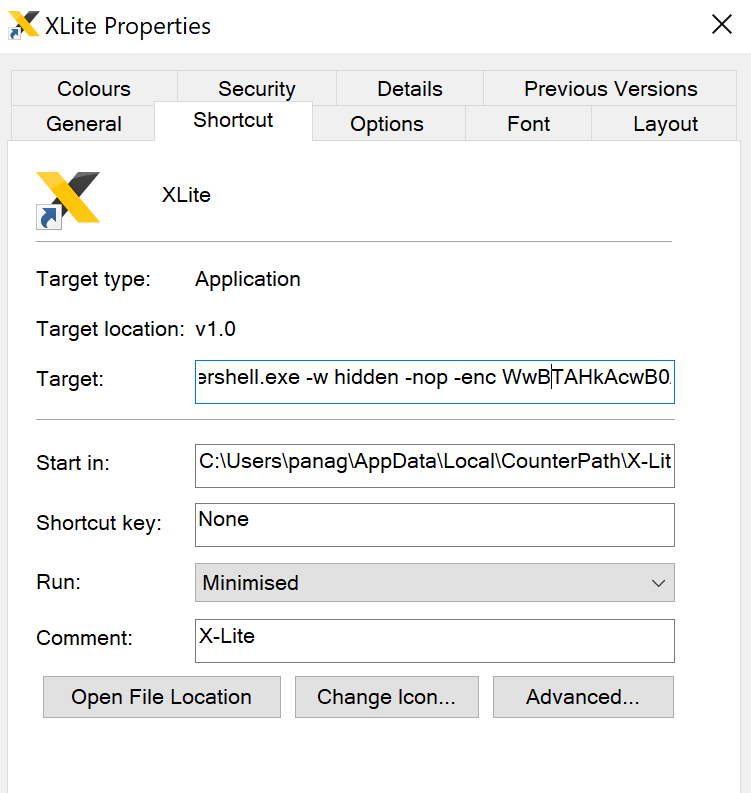 XLite Properties
Colours Security Details Previous Versions
General Shortcut Options Font Layout
XLite
Target type: Application
Target location: v1.0
Target: ershell.exe -w hidden -nop -enc WwBTAHkAcwB0
Start in: C:\Users\panag\AppData\Local\CounterPath\X-Lit
Shortcut key: None
Run: Minimised
Comment: X-Lite
Open File Location Change Icon... Advanced...